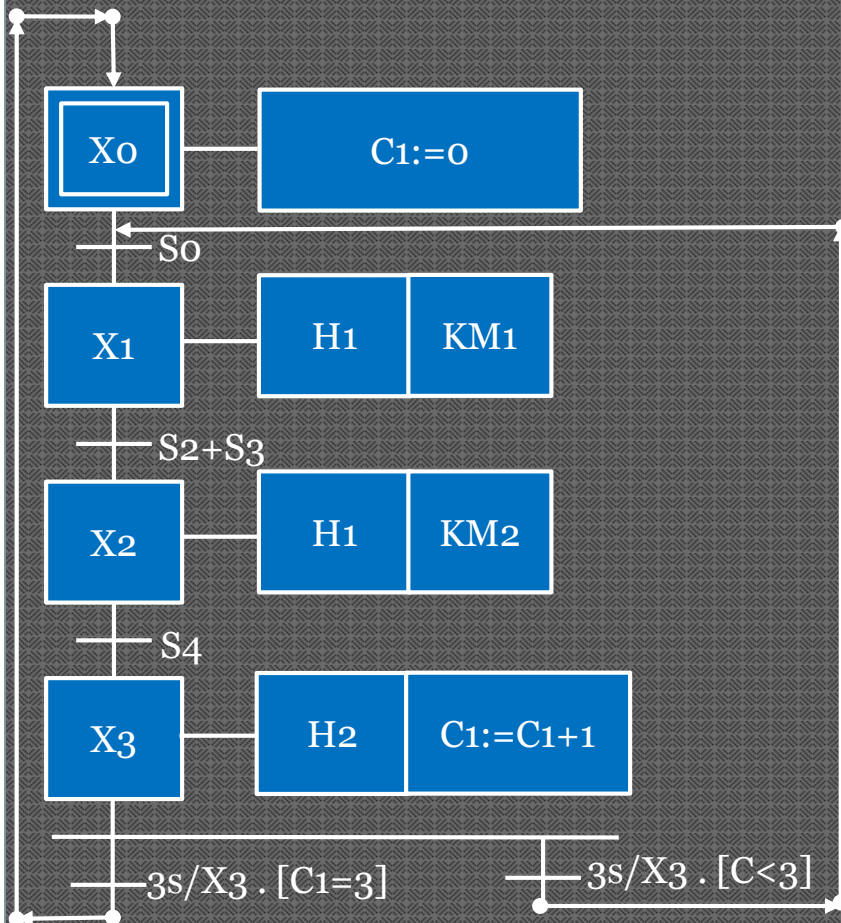 X0
C1:=0
S0
X1
H1
KM1
S2+S3
X2
H1
KM2
S4
X3
H2
C1:=C1+1
3s/X3 . [C1=3]
3s/X3 . [C<3]